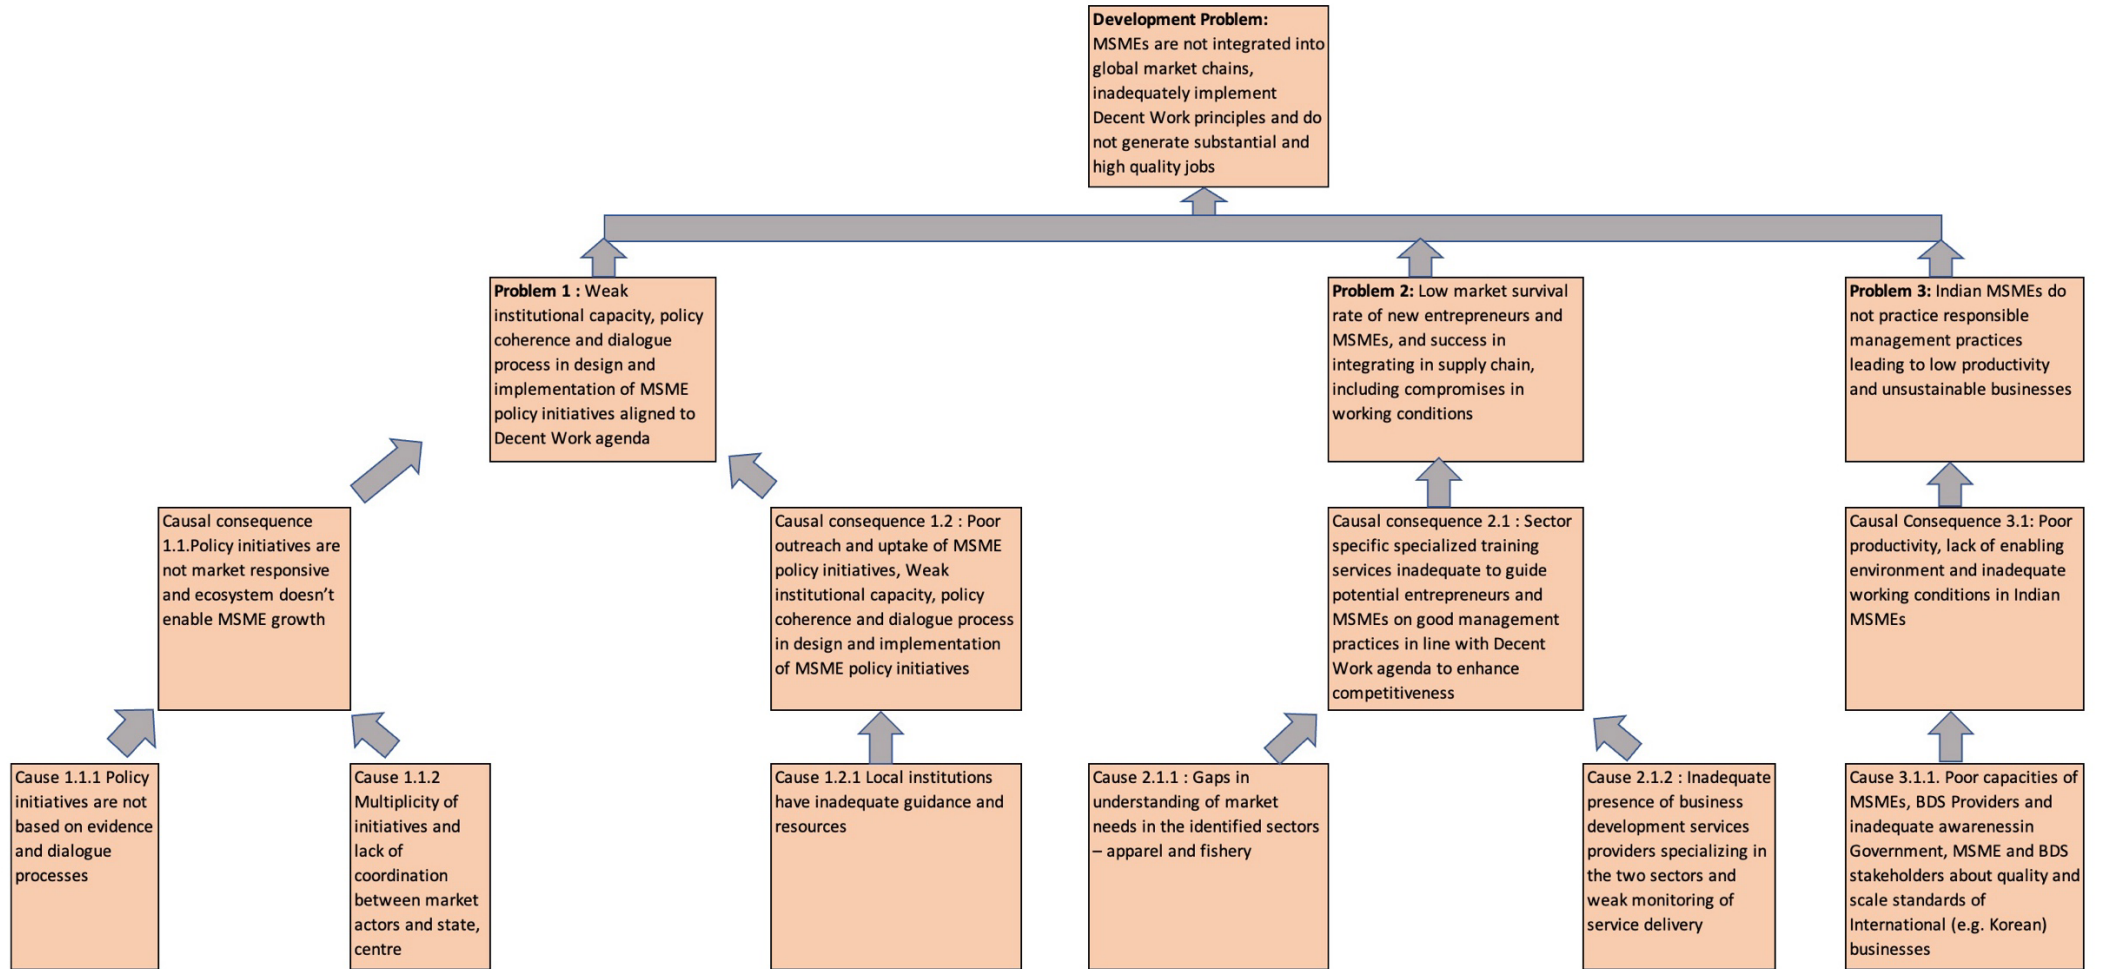 Development Problem:
MSMEs are not integrated into
global market chains,
inadequately implement
Decent Work principles and do
not generate substantial and
high quality jobs
Problem 1 : Weak
institutional capacity, policy
coherence and dialogue
process in design and
implementation of MSME
policy initiatives aligned to
Decent Work agenda
Problem 2: Low market survival
rate of new entrepreneurs and
MSMEs, and success in
integrating in supply chain,
including compromises in
working conditions
Problem 3: Indian MSMEs do
not practice responsible
management practices
leading to low productivity
and unsustainable businesses
Causal consequence
1.1.Policy initiatives are
not market responsive
and ecosystem doesn’t
enable MSME growth
Causal consequence 1.2 : Poor
outreach and uptake of MSME
policy initiatives, Weak
institutional capacity, policy
coherence and dialogue process
in design and implementation
of MSME policy initiatives
Causal consequence 2.1 : Sector
specific specialized training
services inadequate to guide
potential entrepreneurs and
MSMEs on good management
practices in line with Decent
Work agenda to enhance
competitiveness
Causal Consequence 3.1: Poor
productivity, lack of enabling
environment and inadequate
working conditions in Indian
MSMEs
Cause 1.1.1 Policy
initiatives are not
based on evidence
and dialogue
processes
Cause 1.1.2
Multiplicity of
initiatives and
lack of
coordination
between market
actors and state,
centre
Cause 1.2.1 Local institutions
have inadequate guidance and
resources
Cause 2.1.1 : Gaps in
understanding of market
needs in the identified sectors
– apparel and fishery
Cause 2.1.2 : Inadequate
presence of business
development services
providers specializing in
the two sectors and
weak monitoring of
service delivery
Cause 3.1.1. Poor capacities of
MSMEs, BDS Providers and
inadequate awarenessin
Government, MSME and BDS
stakeholders about quality and
scale standards of
International (e.g. Korean)
businesses